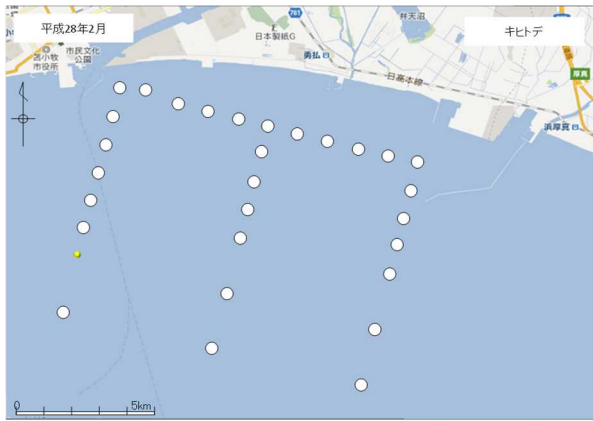 平成28年2月
キヒトデ
781
弁天沼
日本製紙G
勇払
市民文化
公園
苫小牧
市役所
日高本線
厚真
浜厚真
0
5km